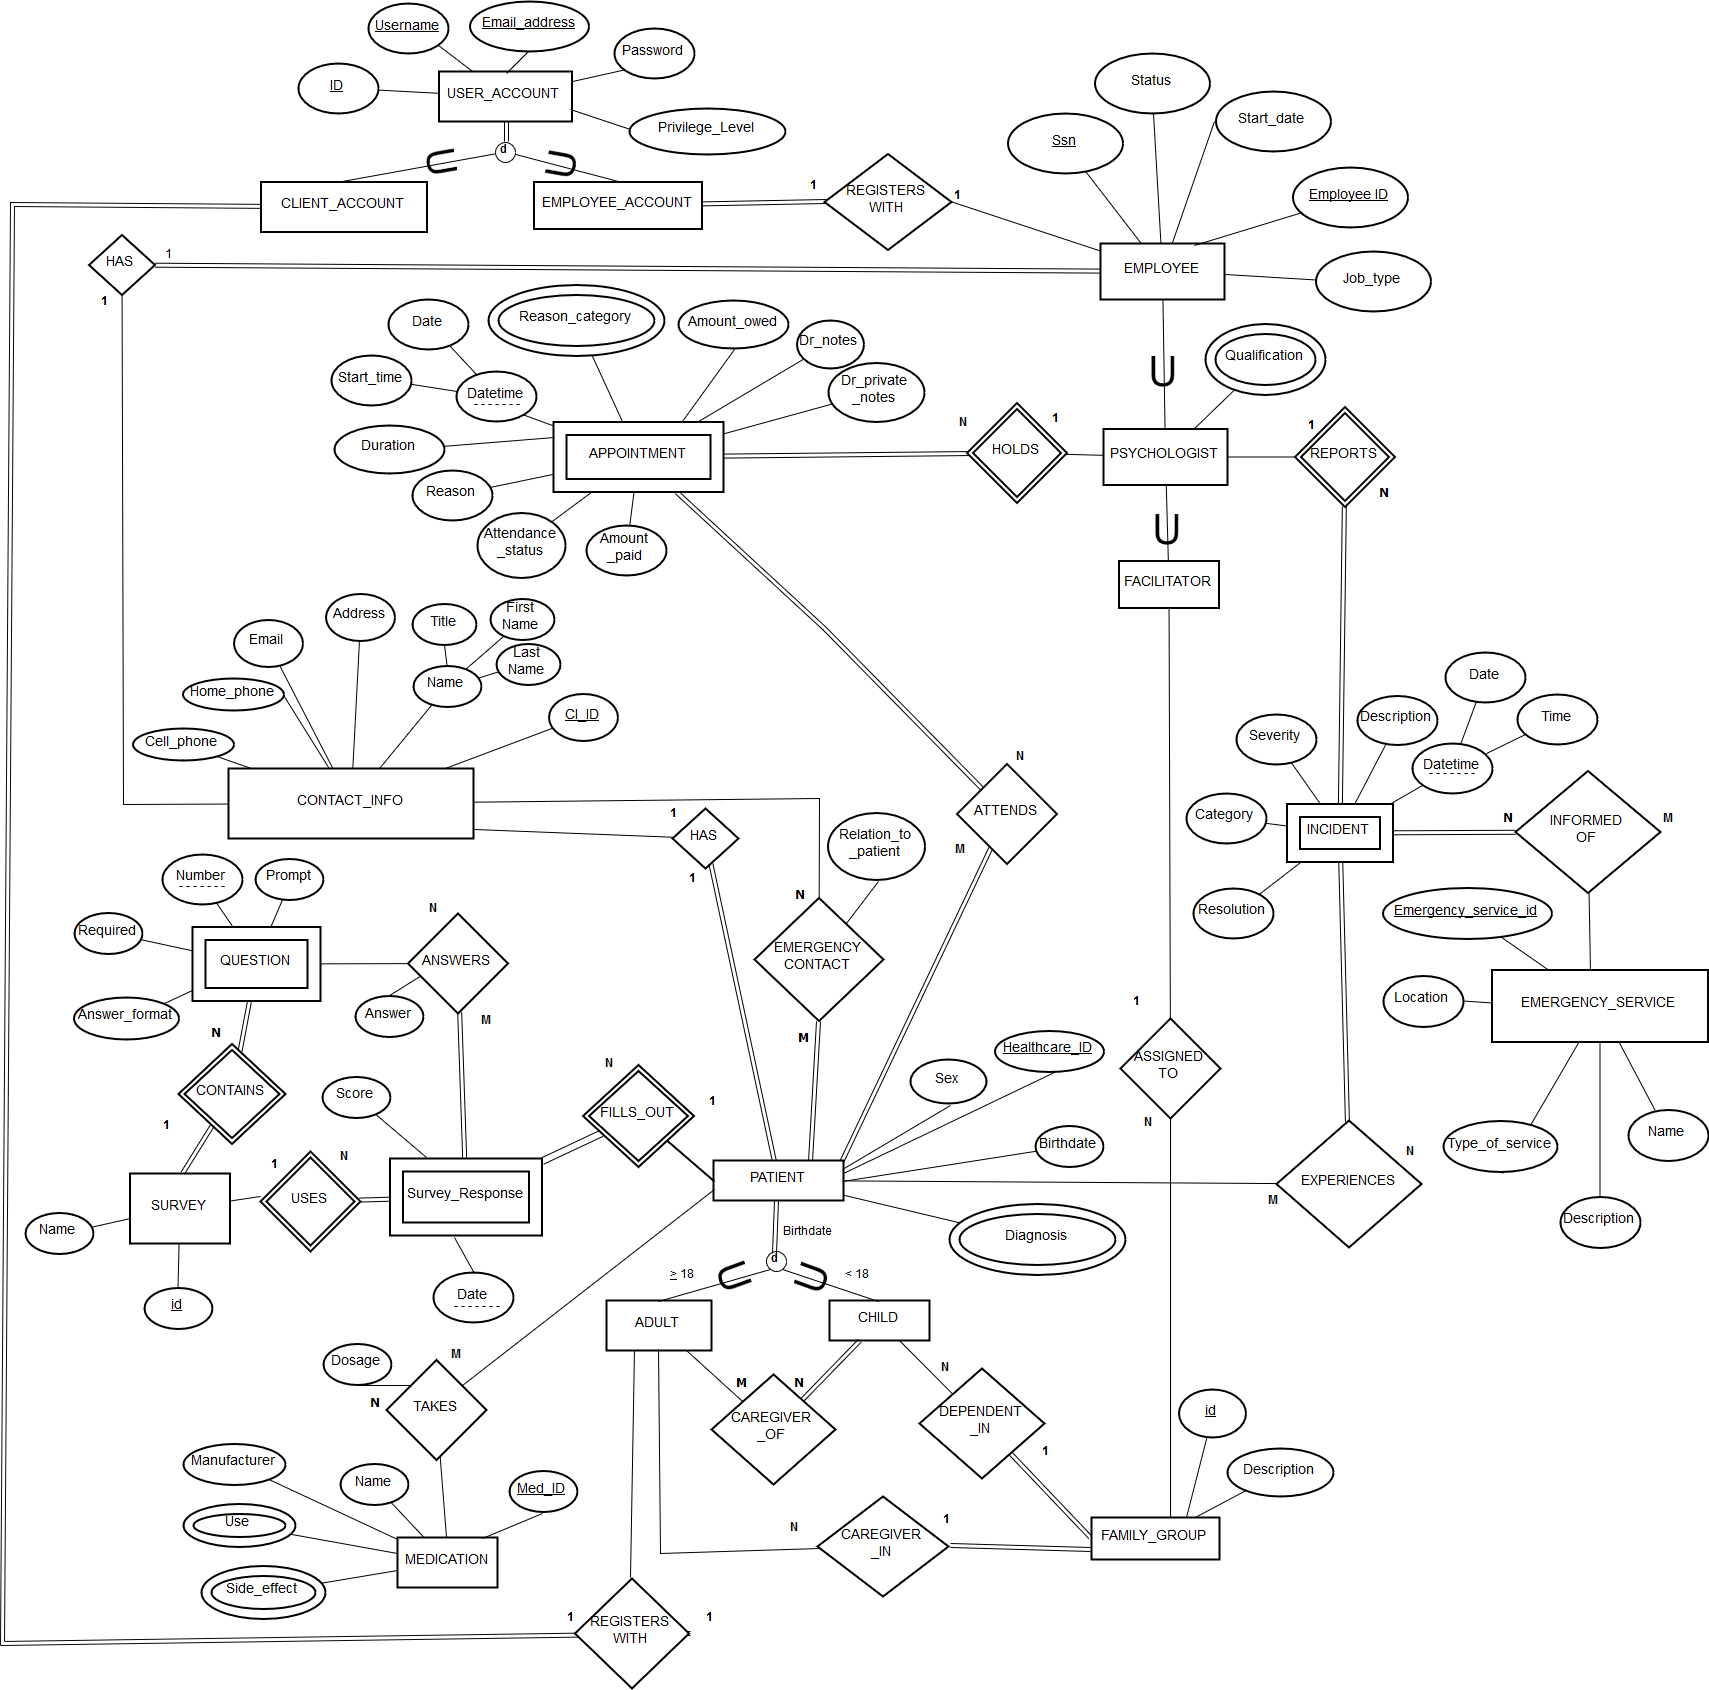 Username
Email_address
Password
ID
USER_ACCOUNT
Privilege_Level
d
CLIENT_ACCOUNT
EMPLOYEE_ACCOUNT
1
REGISTERS
WITH
1
Status
Start_date
Ssn
Employee ID
EMPLOYEE
Job_type
HAS
1
1
Reason_category
Date
Amount_owed
Dr_notes
Start_time
Datetime
Dr_private
_notes
Duration
APPOINTMENT
Reason
Attendance
_status
Amount
_paid
N
HOLDS
1
Qualification
PSYCHOLOGIST
1
REPORTS
N
FACILITATOR
Address
Title
First
Name
Email
Last
Name
Name
Home_phone
CI_ID
Cell_phone
CONTACT_INFO
1
HAS
1
Relation_to
_patient
N
EMERGENCY
CONTACT
M
N
ATTENDS
M
Date
Description
Time
Severity
Datetime
Category
INCIDENT
Resolution
N
INFORMED
OF
M
Emergency_service_id
Location
EMERGENCY_SERVICE
Type_of_service
Name
Description
Number
Prompt
Required
QUESTION
Answer_format
N
ANSWERS
Answer
M
N
CONTAINS
1
Score
N
FILLS_OUT
1
SURVEY
Name
id
1
USES
N
Survey_Response
Date
Healthcare_ID
Sex
Birthdate
PATIENT
Diagnosis
1
ASSIGNED
TO
N
N
EXPERIENCES
M
Birthdate
d
≥ 18
< 18
ADULT
CHILD
M
Dosage
N
TAKES
M
N
CAREGIVER
_OF
N
DEPENDENT
_IN
1
id
Description
Manufacturer
Name
Med_ID
Use
MEDICATION
Side_effect
N
CAREGIVER
_IN
1
FAMILY_GROUP
1
REGISTERS
WITH
1